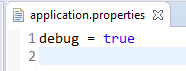 application.properties
1 debug = true
2